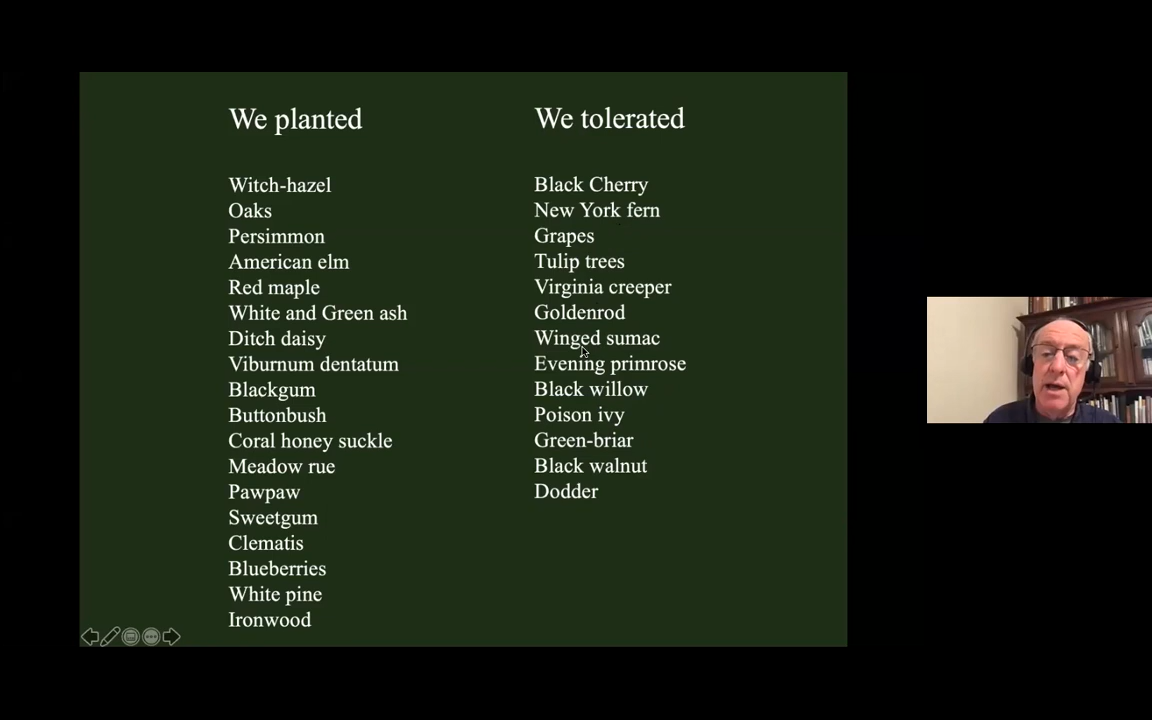 We planted
Witch-hazel
Oaks
Persimmon
American elm
Red maple
White and Green ash
Ditch daisy
Viburnum dentatum
Blackgum
Buttonbush
Coral honey suckle
Meadow rue
Pawpaw
Sweetgum
Clematis
Blueberries
White pine
Ironwood
We tolerated
Black Cherry
New York fern
Grapes
Tulip trees
Virginia creeper
Goldenrod
Winged sumac
Evening primrose
Black willow
Poison ivy
Green-briar
Black walnut
Dodder